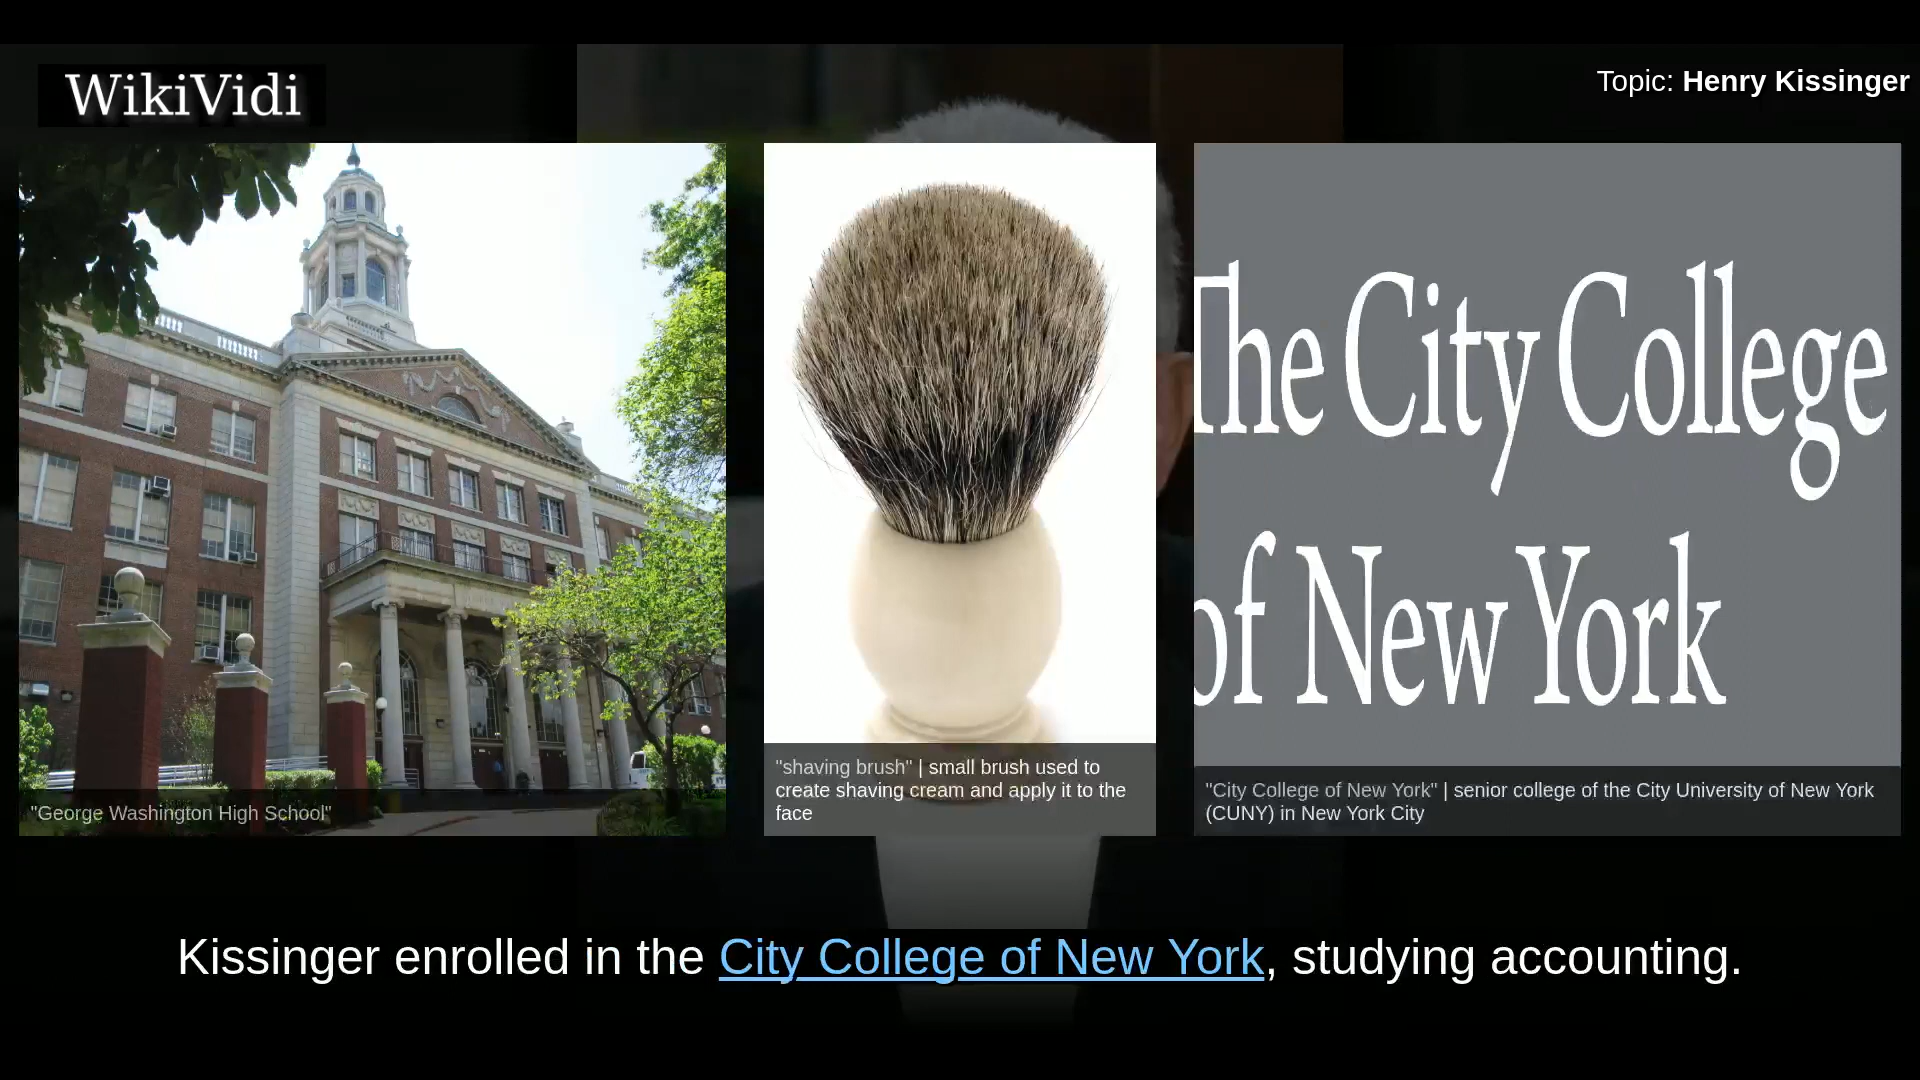 WikiVidi
Topic: Henry Kissinger
"George Washington High School"
"shaving brush" | small brush used to
create shaving cream and apply it to the
face
The City College
of New York
"City College of New York" | senior college of the City University of New York
(CUNY) in New York City
Kissinger enrolled in the City College of New York, studying accounting.